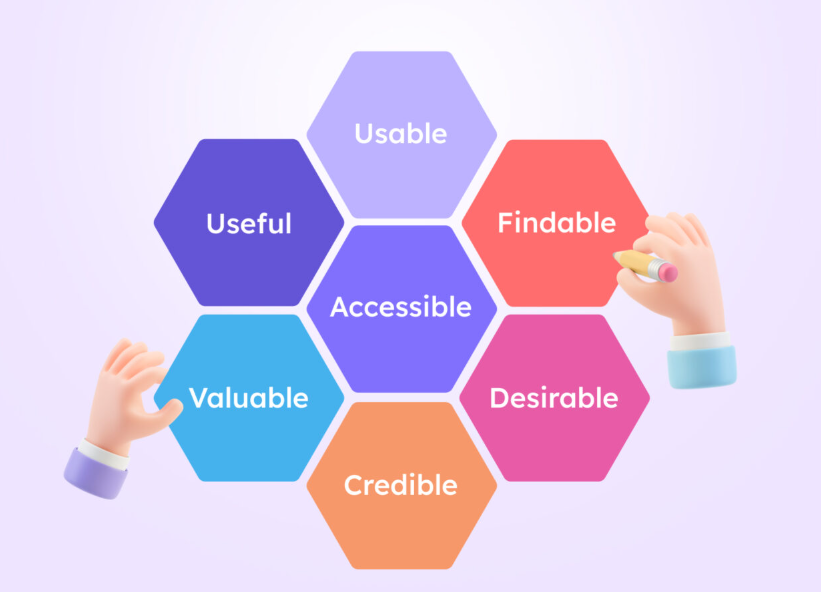 Usable
Useful
Findable
Accessible
Valuable
Desirable
Credible